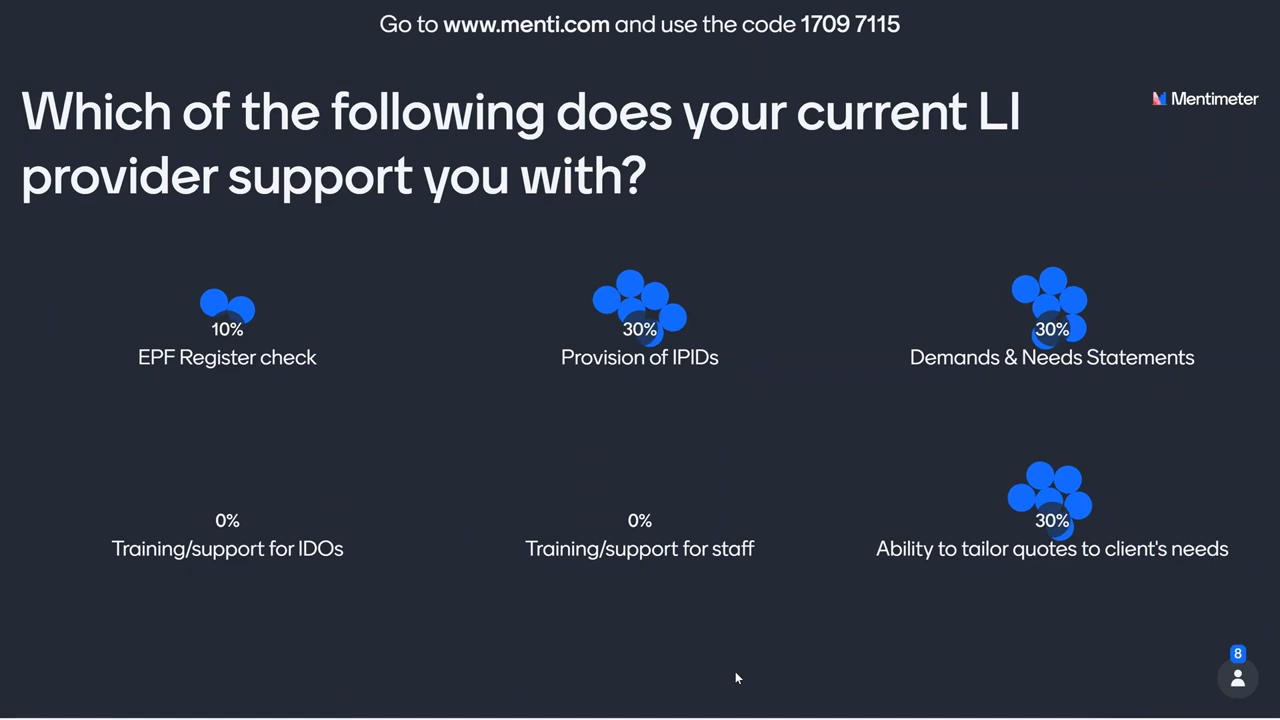 Go to www.menti.com and use the code 1709 7115
Which of the following does your current LI
provider support you with?
Mentimeter
10%
EPF Register check
30%
Provision of IPIDs
30%
Demands & Needs Statements
0%
Training/support for IDOs
0%
Training/support for staff
30%
Ability to tailor quotes to client's needs
8